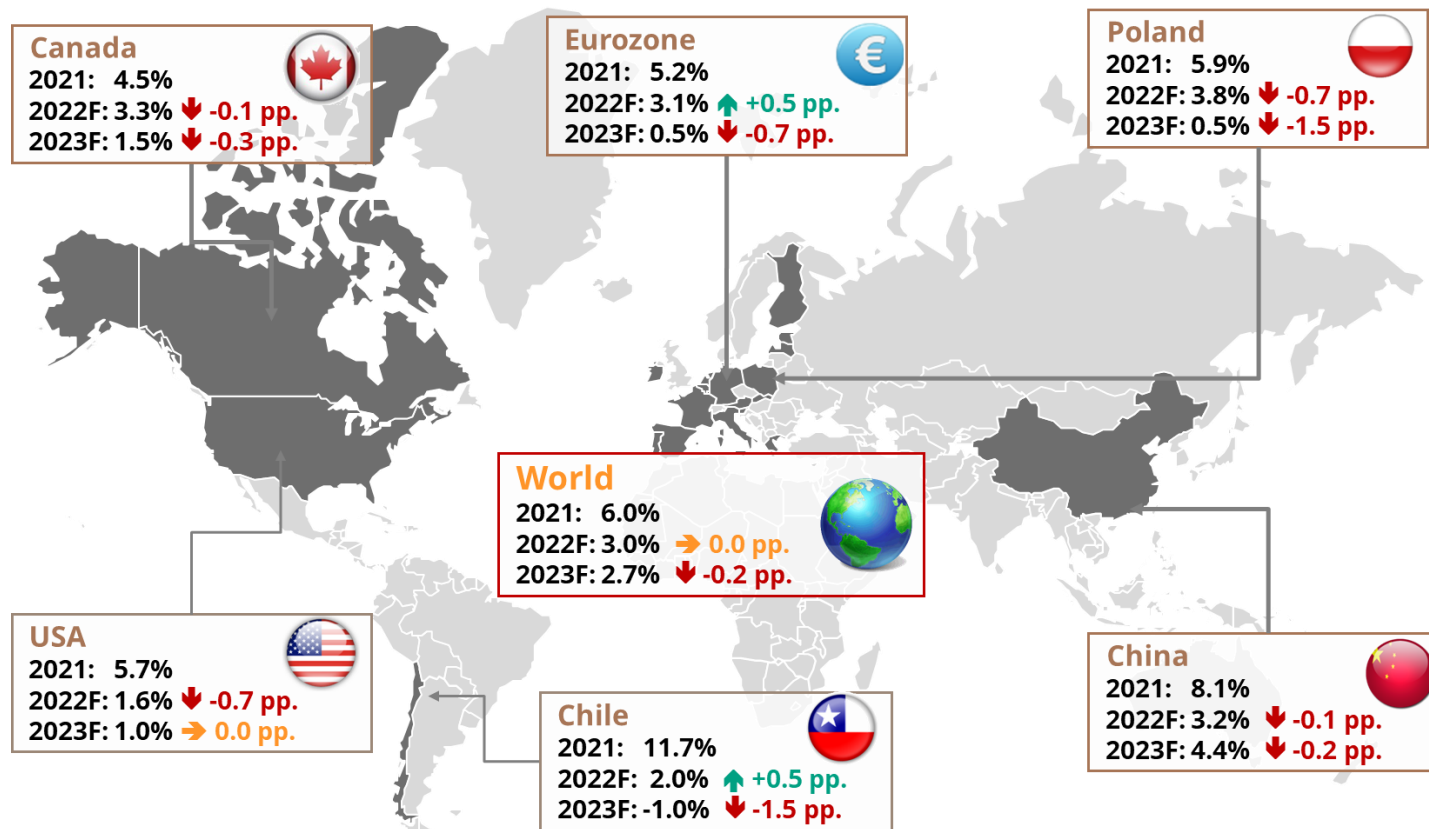 Canada
2021: 4.5%
2022F: 3.3% -0.1 pp.
2023F: 1.5% -0.3 pp.
Eurozone
€
2021: 5.2%
2022F: 3.1% +0.5 pp.
2023F: 0.5% -0.7 pp.
Poland
2021: 5.9%
2022F: 3.8% -0.7 pp.
2023F: 0.5% -1.5 pp.
World
2021: 6.0%
2022F: 3.0% 0.0 pp.
2023F: 2.7% -0.2 pp.
USA
2021: 5.7%
2022F: 1.6% -0.7 pp.
2023F: 1.0% 0.0 pp.
Chile
2021: 11.7%
2022F: 2.0% +0.5 pp.
2023F: -1.0% -1.5 pp.
China
2021: 8.1%
2022F: 3.2% -0.1 pp.
2023F: 4.4% -0.2 pp.